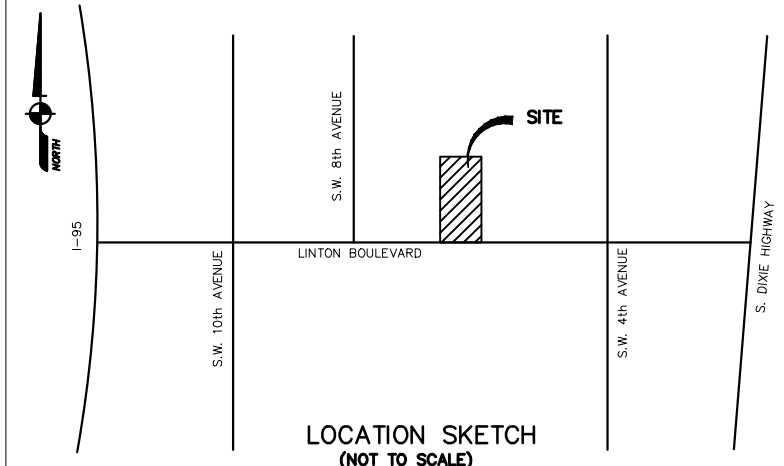 NORTH
SITE
S.W. 8th AVENUE
I-95
LINTON BOULEVARD
S.W. 10th AVENUE
S.W. 4th AVENUE
S. DIXIE HIGHWAY
LOCATION SKETCH
(NOT TO SCALE)